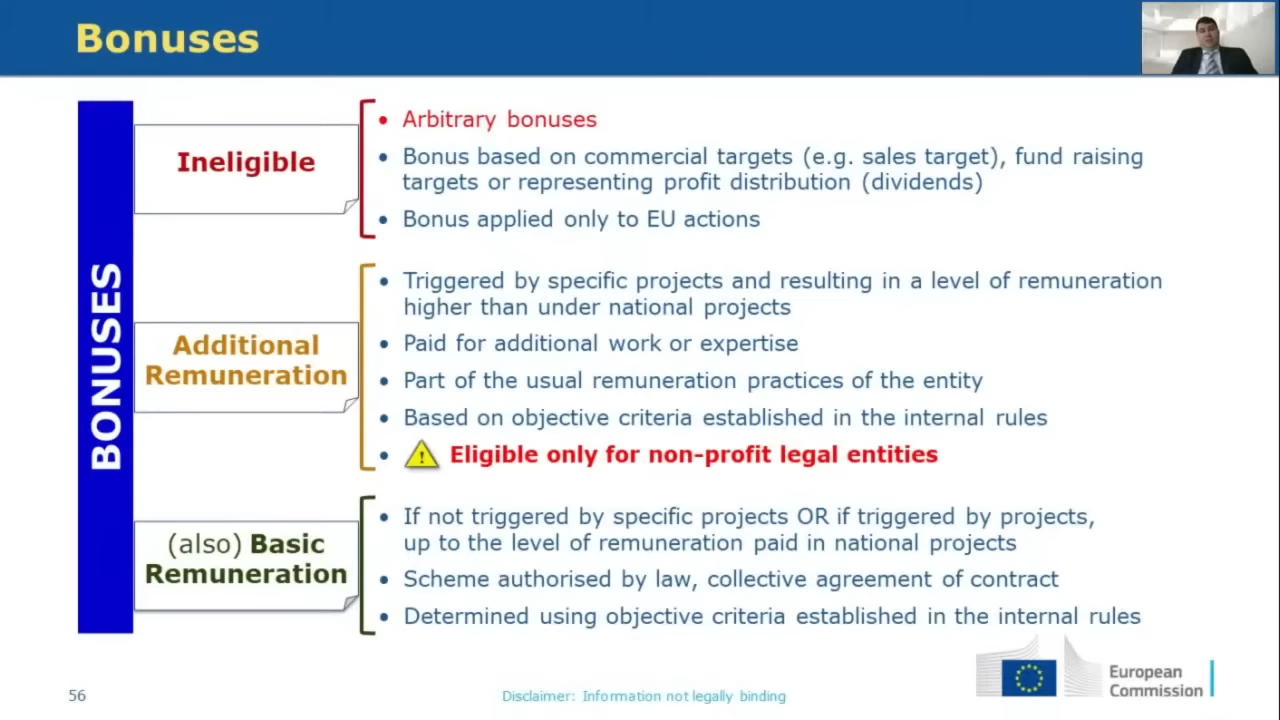 Bonuses
BONUSES
Ineligible
• Arbitrary bonuses
• Bonus based on commercial targets (e.g. sales target), fund raising
targets or representing profit distribution (dividends)
• Bonus applied only to EU actions
Additional
Remuneration
• Triggered by specific projects and resulting in a level of remuneration
higher than under national projects
• Paid for additional work or expertise
• Part of the usual remuneration practices of the entity
• Based on objective criteria established in the internal rules
• ! Eligible only for non-profit legal entities
(also) Basic
Remuneration
• If not triggered by specific projects OR if triggered by projects,
up to the level of remuneration paid in national projects
• Scheme authorised by law, collective agreement of contract
• Determined using objective criteria established in the internal rules
56
Disclaimer: Information not legally binding
European
Commission